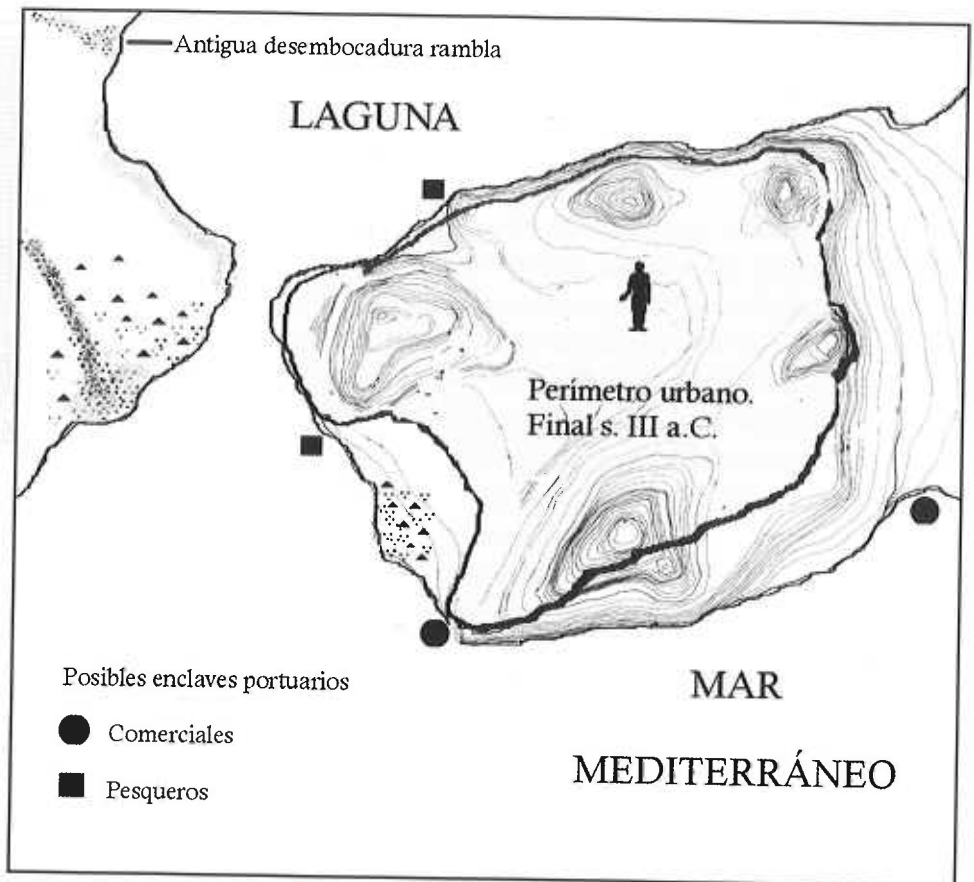 Antigua desembocadura rambla
LAGUNA
Perímetro urbano.
Final s. III a.C.
Posibles enclaves portuarios
Comerciales
Pesqueros
MAR
MEDITERRÁNEO